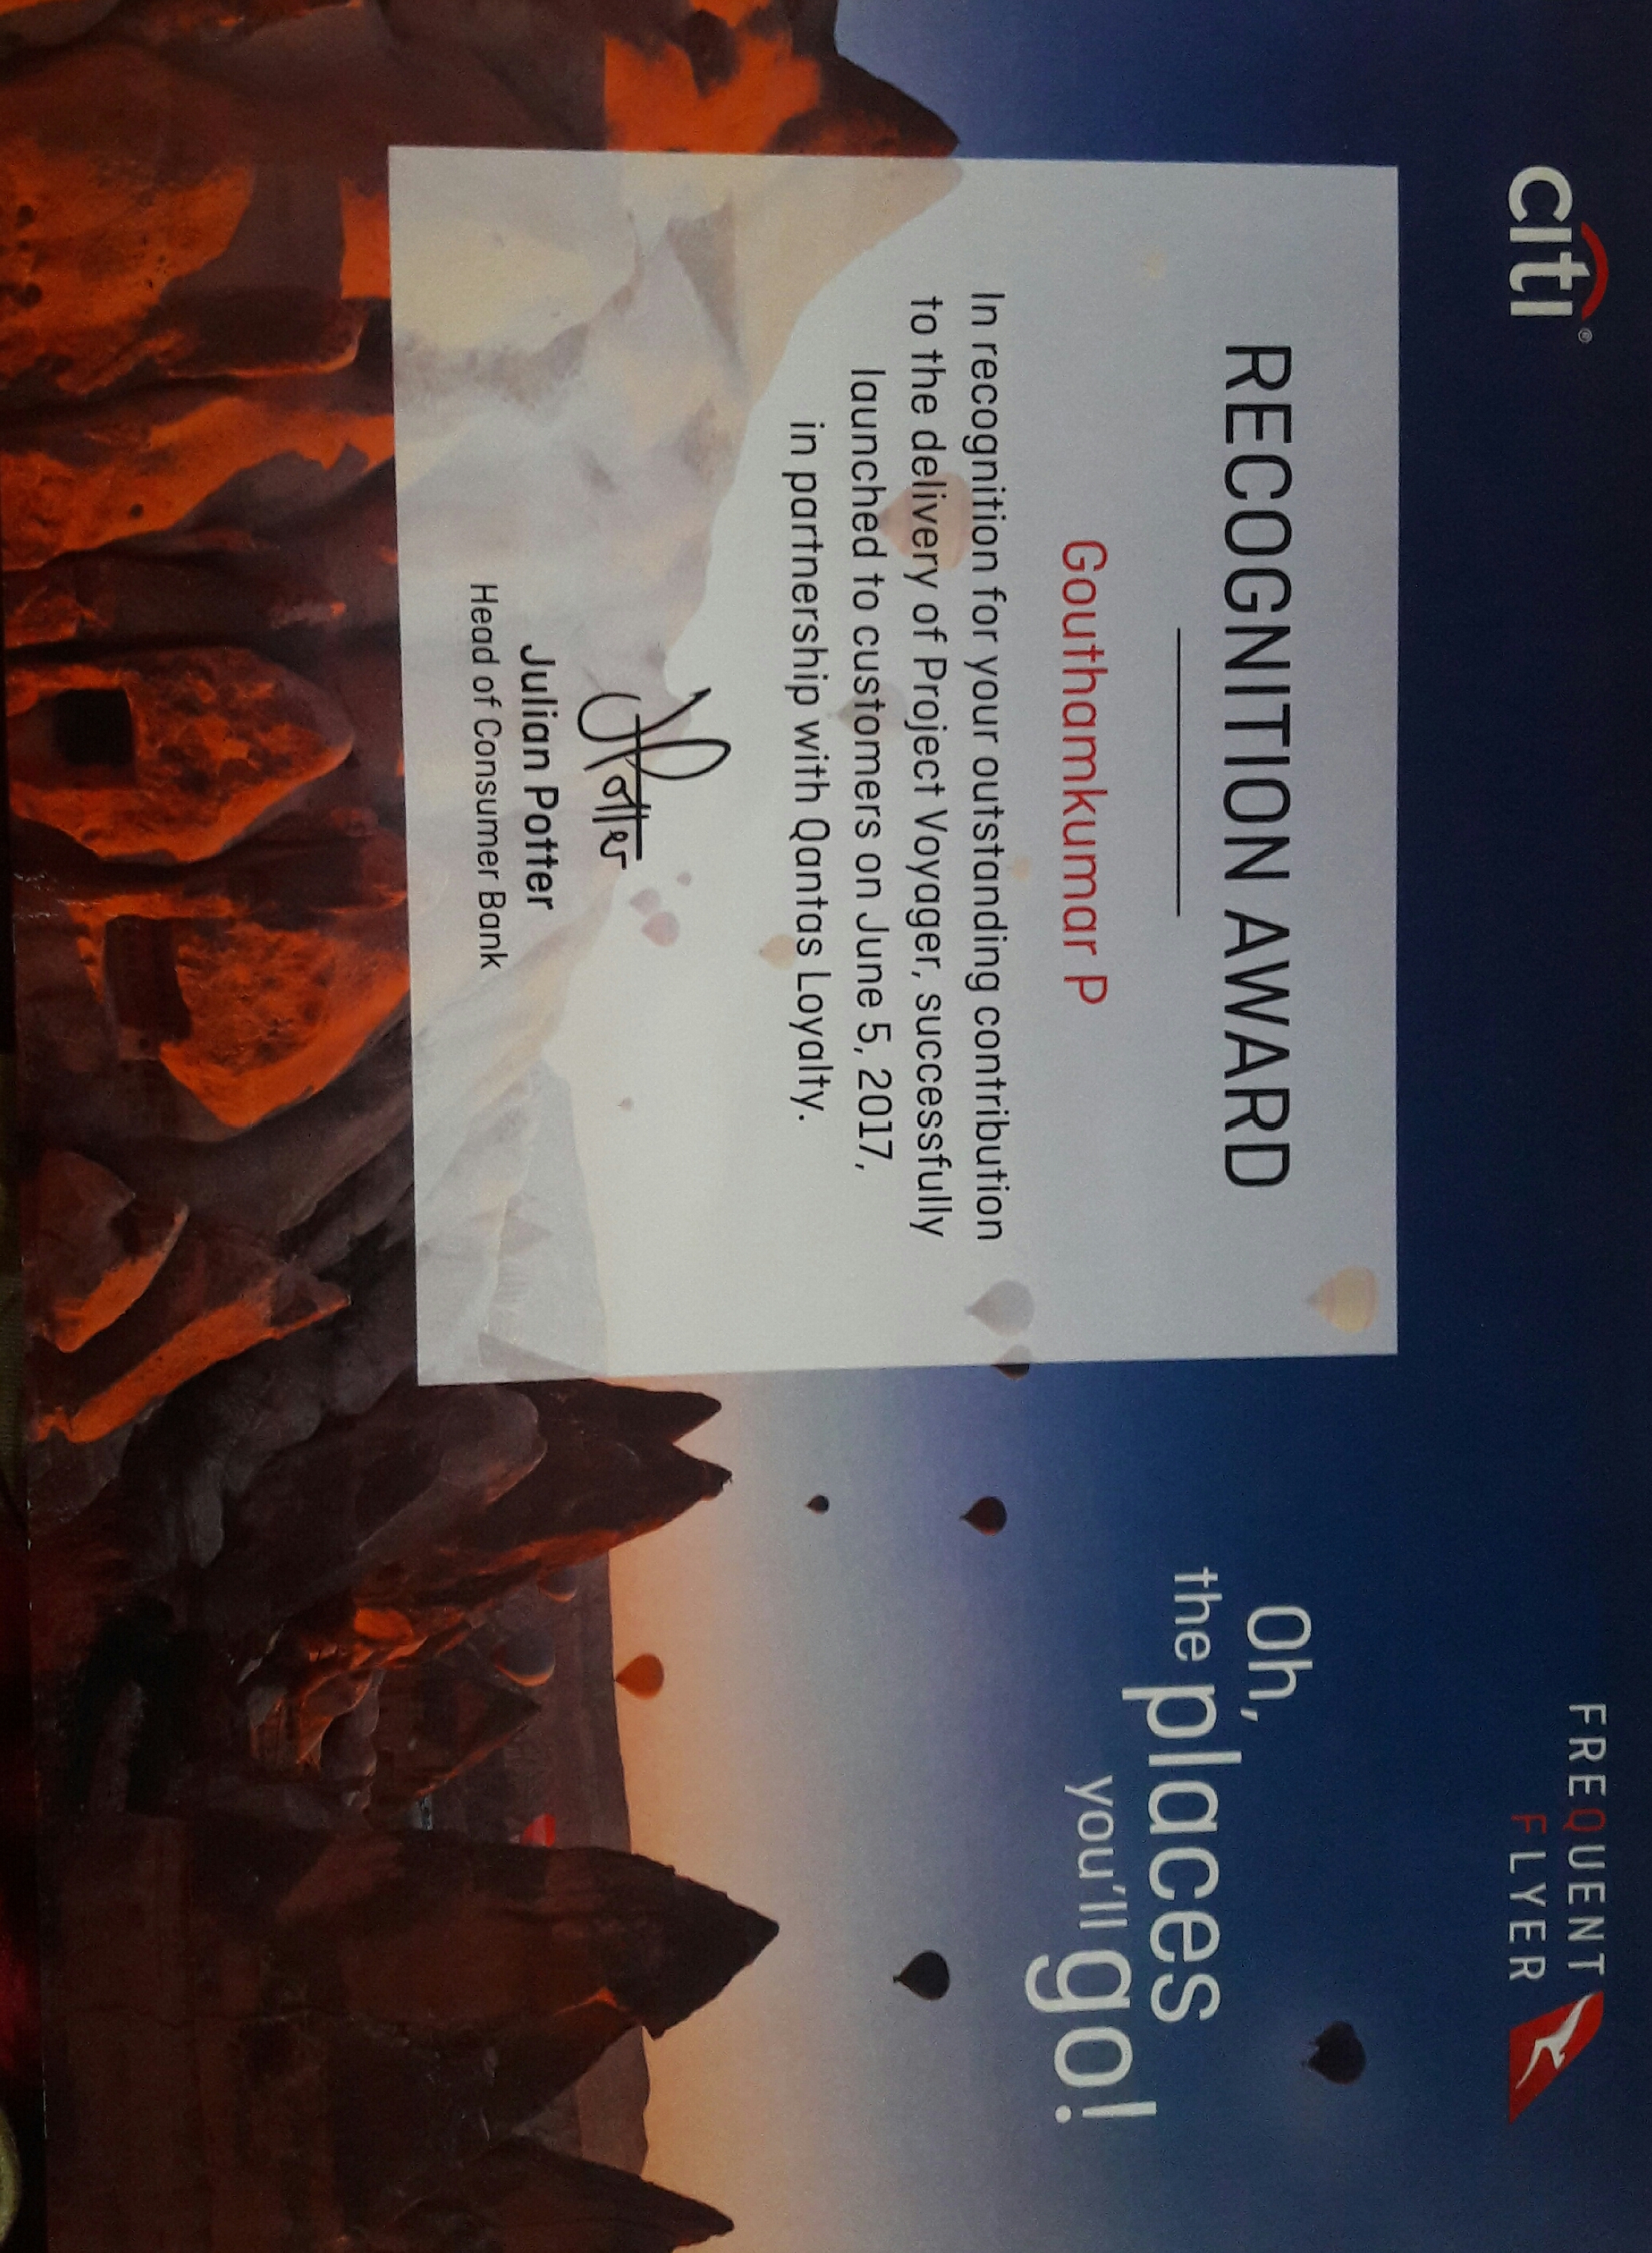 citi®
FREQUENT
FLYER
RECOGNITION AWARD
Gouthamkumar P
In recognition for your outstanding contribution
to the delivery of Project Voyager, successfully
launched to customers on June 5, 2017,
in partnership with Qantas Loyalty.
JPotter
Julian Potter
Head of Consumer Bank
Oh,
the places
you'll go!